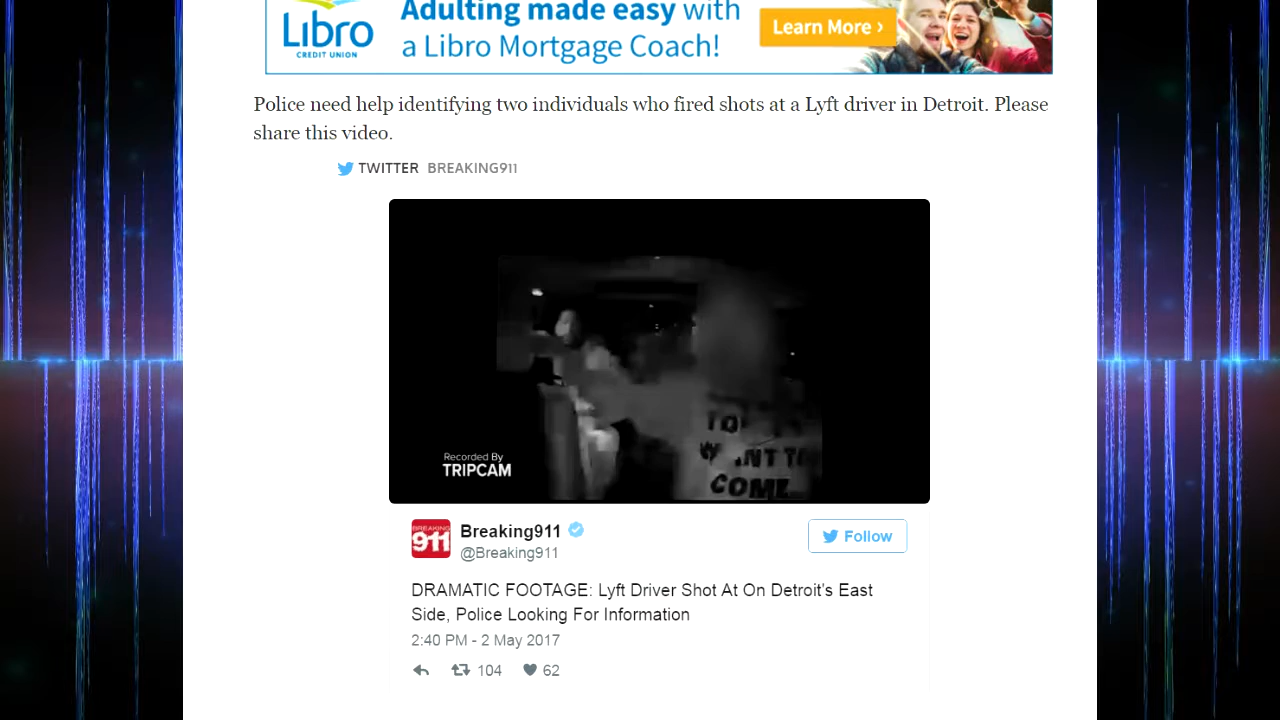 Libro
CREDIT UNION
Adulting made easy with
a Libro Mortgage Coach!
Learn More ›
Police need help identifying two individuals who fired shots at a Lyft driver in Detroit. Please
share this video.
TWITTER BREAKING911
Recorded By
TRIPCAM
COME
BREAKING
911
Breaking911
@Breaking911
Follow
DRAMATIC FOOTAGE: Lyft Driver Shot At On Detroit's East
Side, Police Looking For Information
2:40 PM - 2 May 2017
104 62